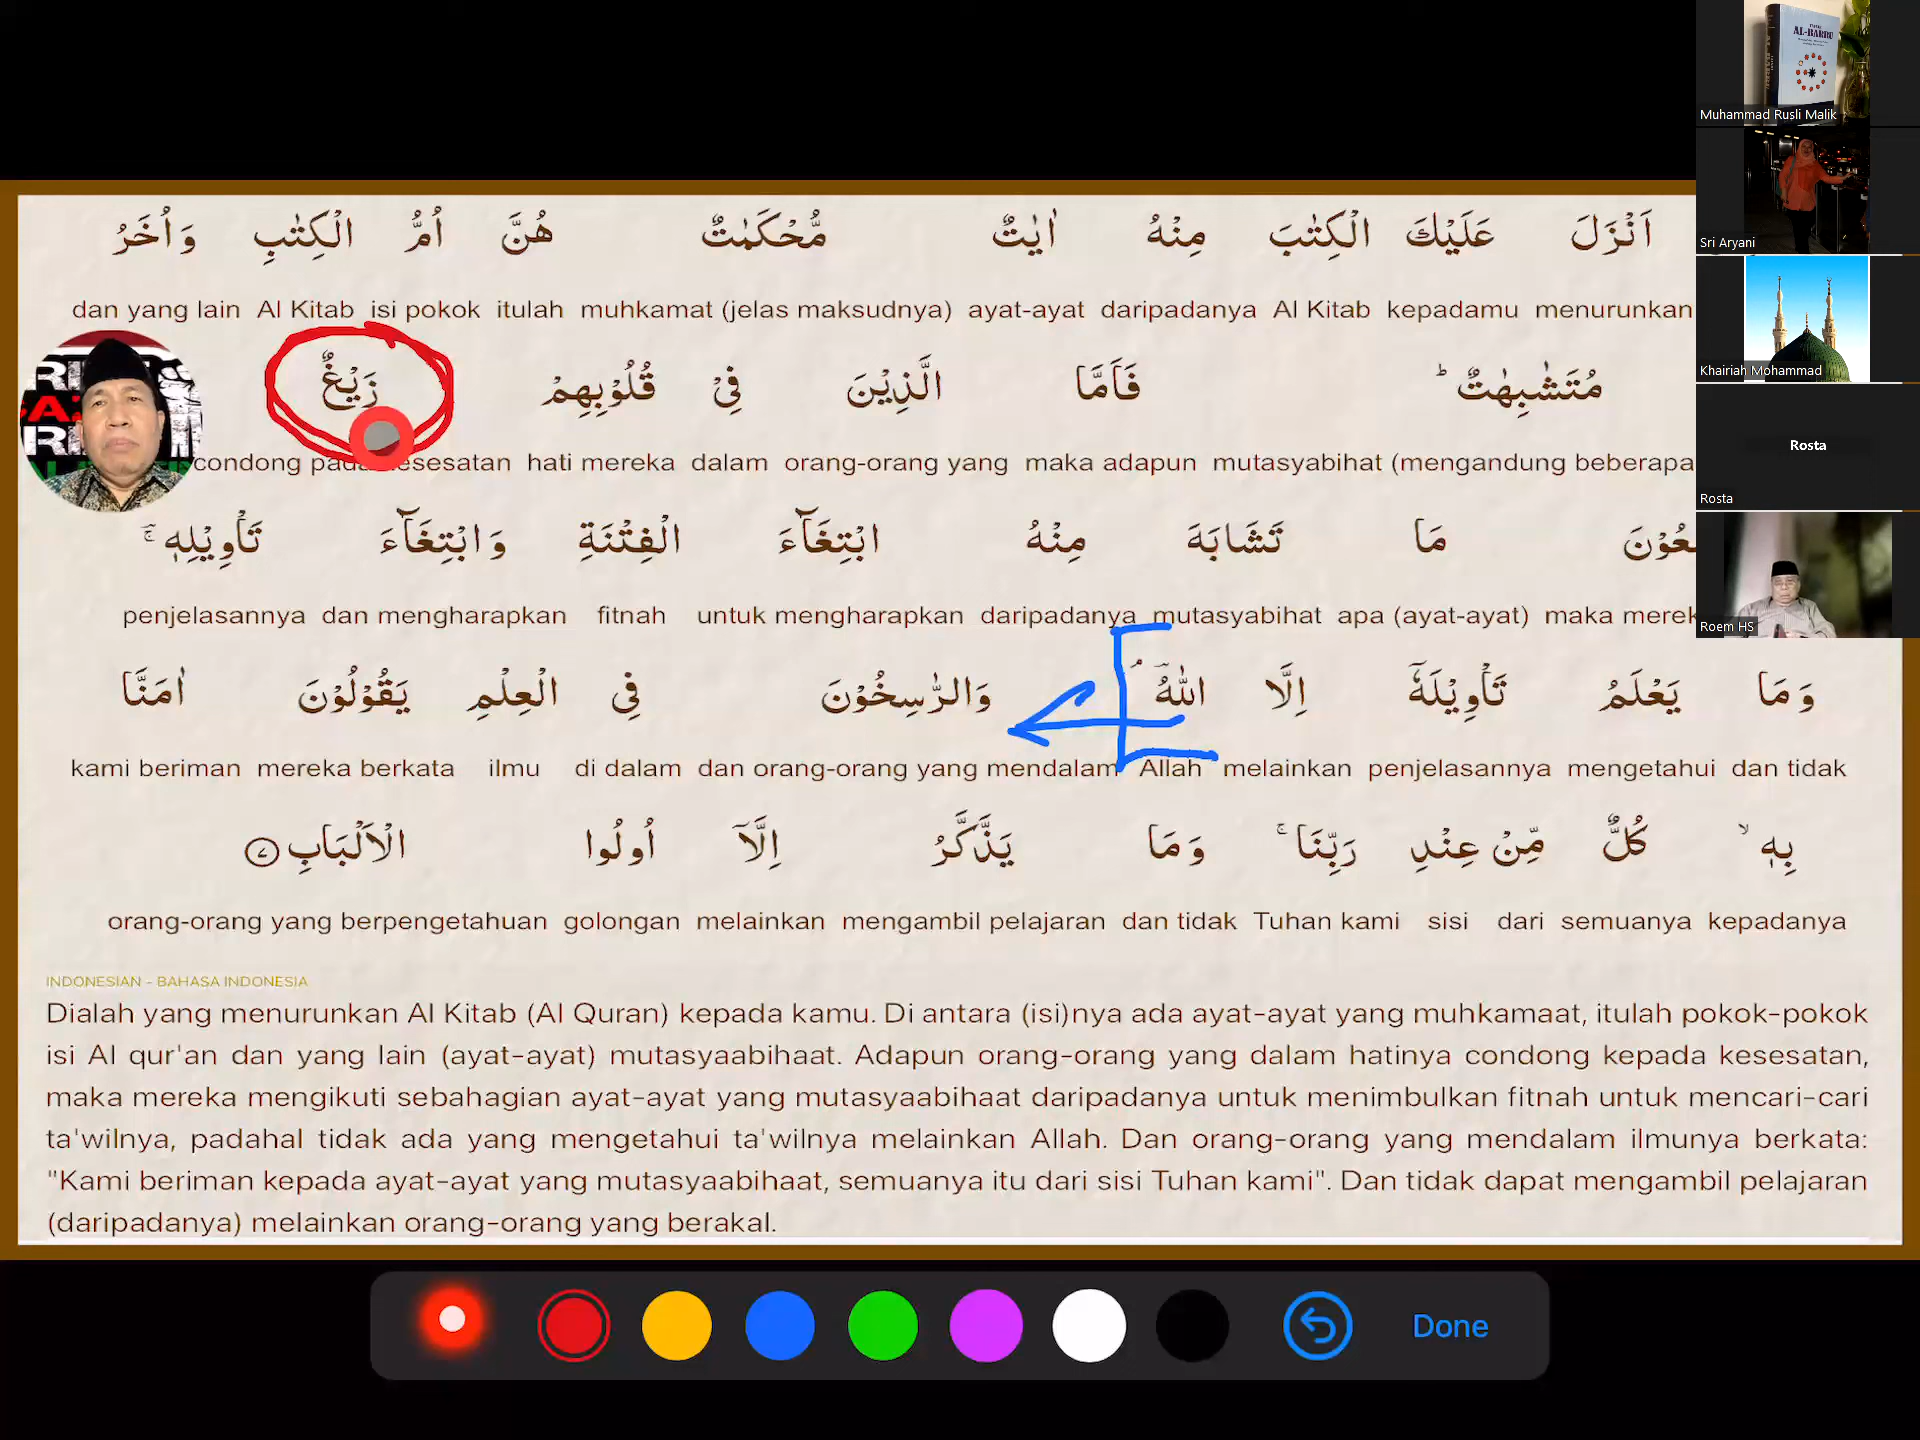 اَنْزَلَ عَلَيْكَ الْكِتٰبَ مِنْهُ اٰيٰتٌ مُّحْكَمٰتٌ هُنَّ اُمُّ الْكِتٰبِ وَاُخَرُ
dan yang lain Al Kitab isi pokok itulah muhkamat (jelas maksudnya) ayat-ayat daripadanya Al Kitab kepadamu menurunkan
مُتَشٰبِهٰتٌ ۗ فَاَمَّا الَّذِيْنَ فِيْ قُلُوْبِهِمْ زَيْغٌ
condong pada kesesatan hati mereka dalam orang-orang yang maka adapun mutasyabihat (mengandung beberapa
مَا تَشَابَهَ مِنْهُ ابْتِغَاۤءَ الْفِتْنَةِ وَابْتِغَاۤءَ تَأْوِيْلِهٖ ۚ
penjelasannya dan mengharapkan fitnah untuk mengharapkan daripadanya mutasyabihat apa (ayat-ayat) maka merek
وَمَا يَعْلَمُ تَأْوِيْلَهٗٓ اِلَّا اللّٰهُ ۘ وَالرّٰسِخُوْنَ فِى الْعِلْمِ يَقُوْلُوْنَ اٰمَنَّا
kami beriman mereka berkata ilmu di dalam dan orang-orang yang mendalam Allah melainkan penjelasannya mengetahui dan tidak
بِهٖ ۙ كُلٌّ مِّنْ عِنْدِ رَبِّنَا ۚ وَمَا يَذَّكَّرُ اِلَّآ اُولُوا الْاَلْبَابِ ٧
orang-orang yang berpengetahuan golongan melainkan mengambil pelajaran dan tidak Tuhan kami sisi dari semuanya kepadanya
INDONESIAN - BAHASA INDONESIA
Dialah yang menurunkan Al Kitab (Al Quran) kepada kamu. Di antara (isi)nya ada ayat-ayat yang muhkamaat, itulah pokok-pokok
isi Al qur'an dan yang lain (ayat-ayat) mutasyaabihaat. Adapun orang-orang yang dalam hatinya condong kepada kesesatan,
maka mereka mengikuti sebahagian ayat-ayat yang mutasyaabihaat daripadanya untuk menimbulkan fitnah untuk mencari-cari
ta'wilnya, padahal tidak ada yang mengetahui ta'wilnya melainkan Allah. Dan orang-orang yang mendalam ilmunya berkata:
"Kami beriman kepada ayat-ayat yang mutasyaabihaat, semuanya itu dari sisi Tuhan kami". Dan tidak dapat mengambil pelajaran
(daripadanya) melainkan orang-orang yang berakal.
Done
AL-BARRU
Muhammad Rusli Malik
Sri Aryani
Khairiah Mohammad
Rosta
Rosta
Roem HS